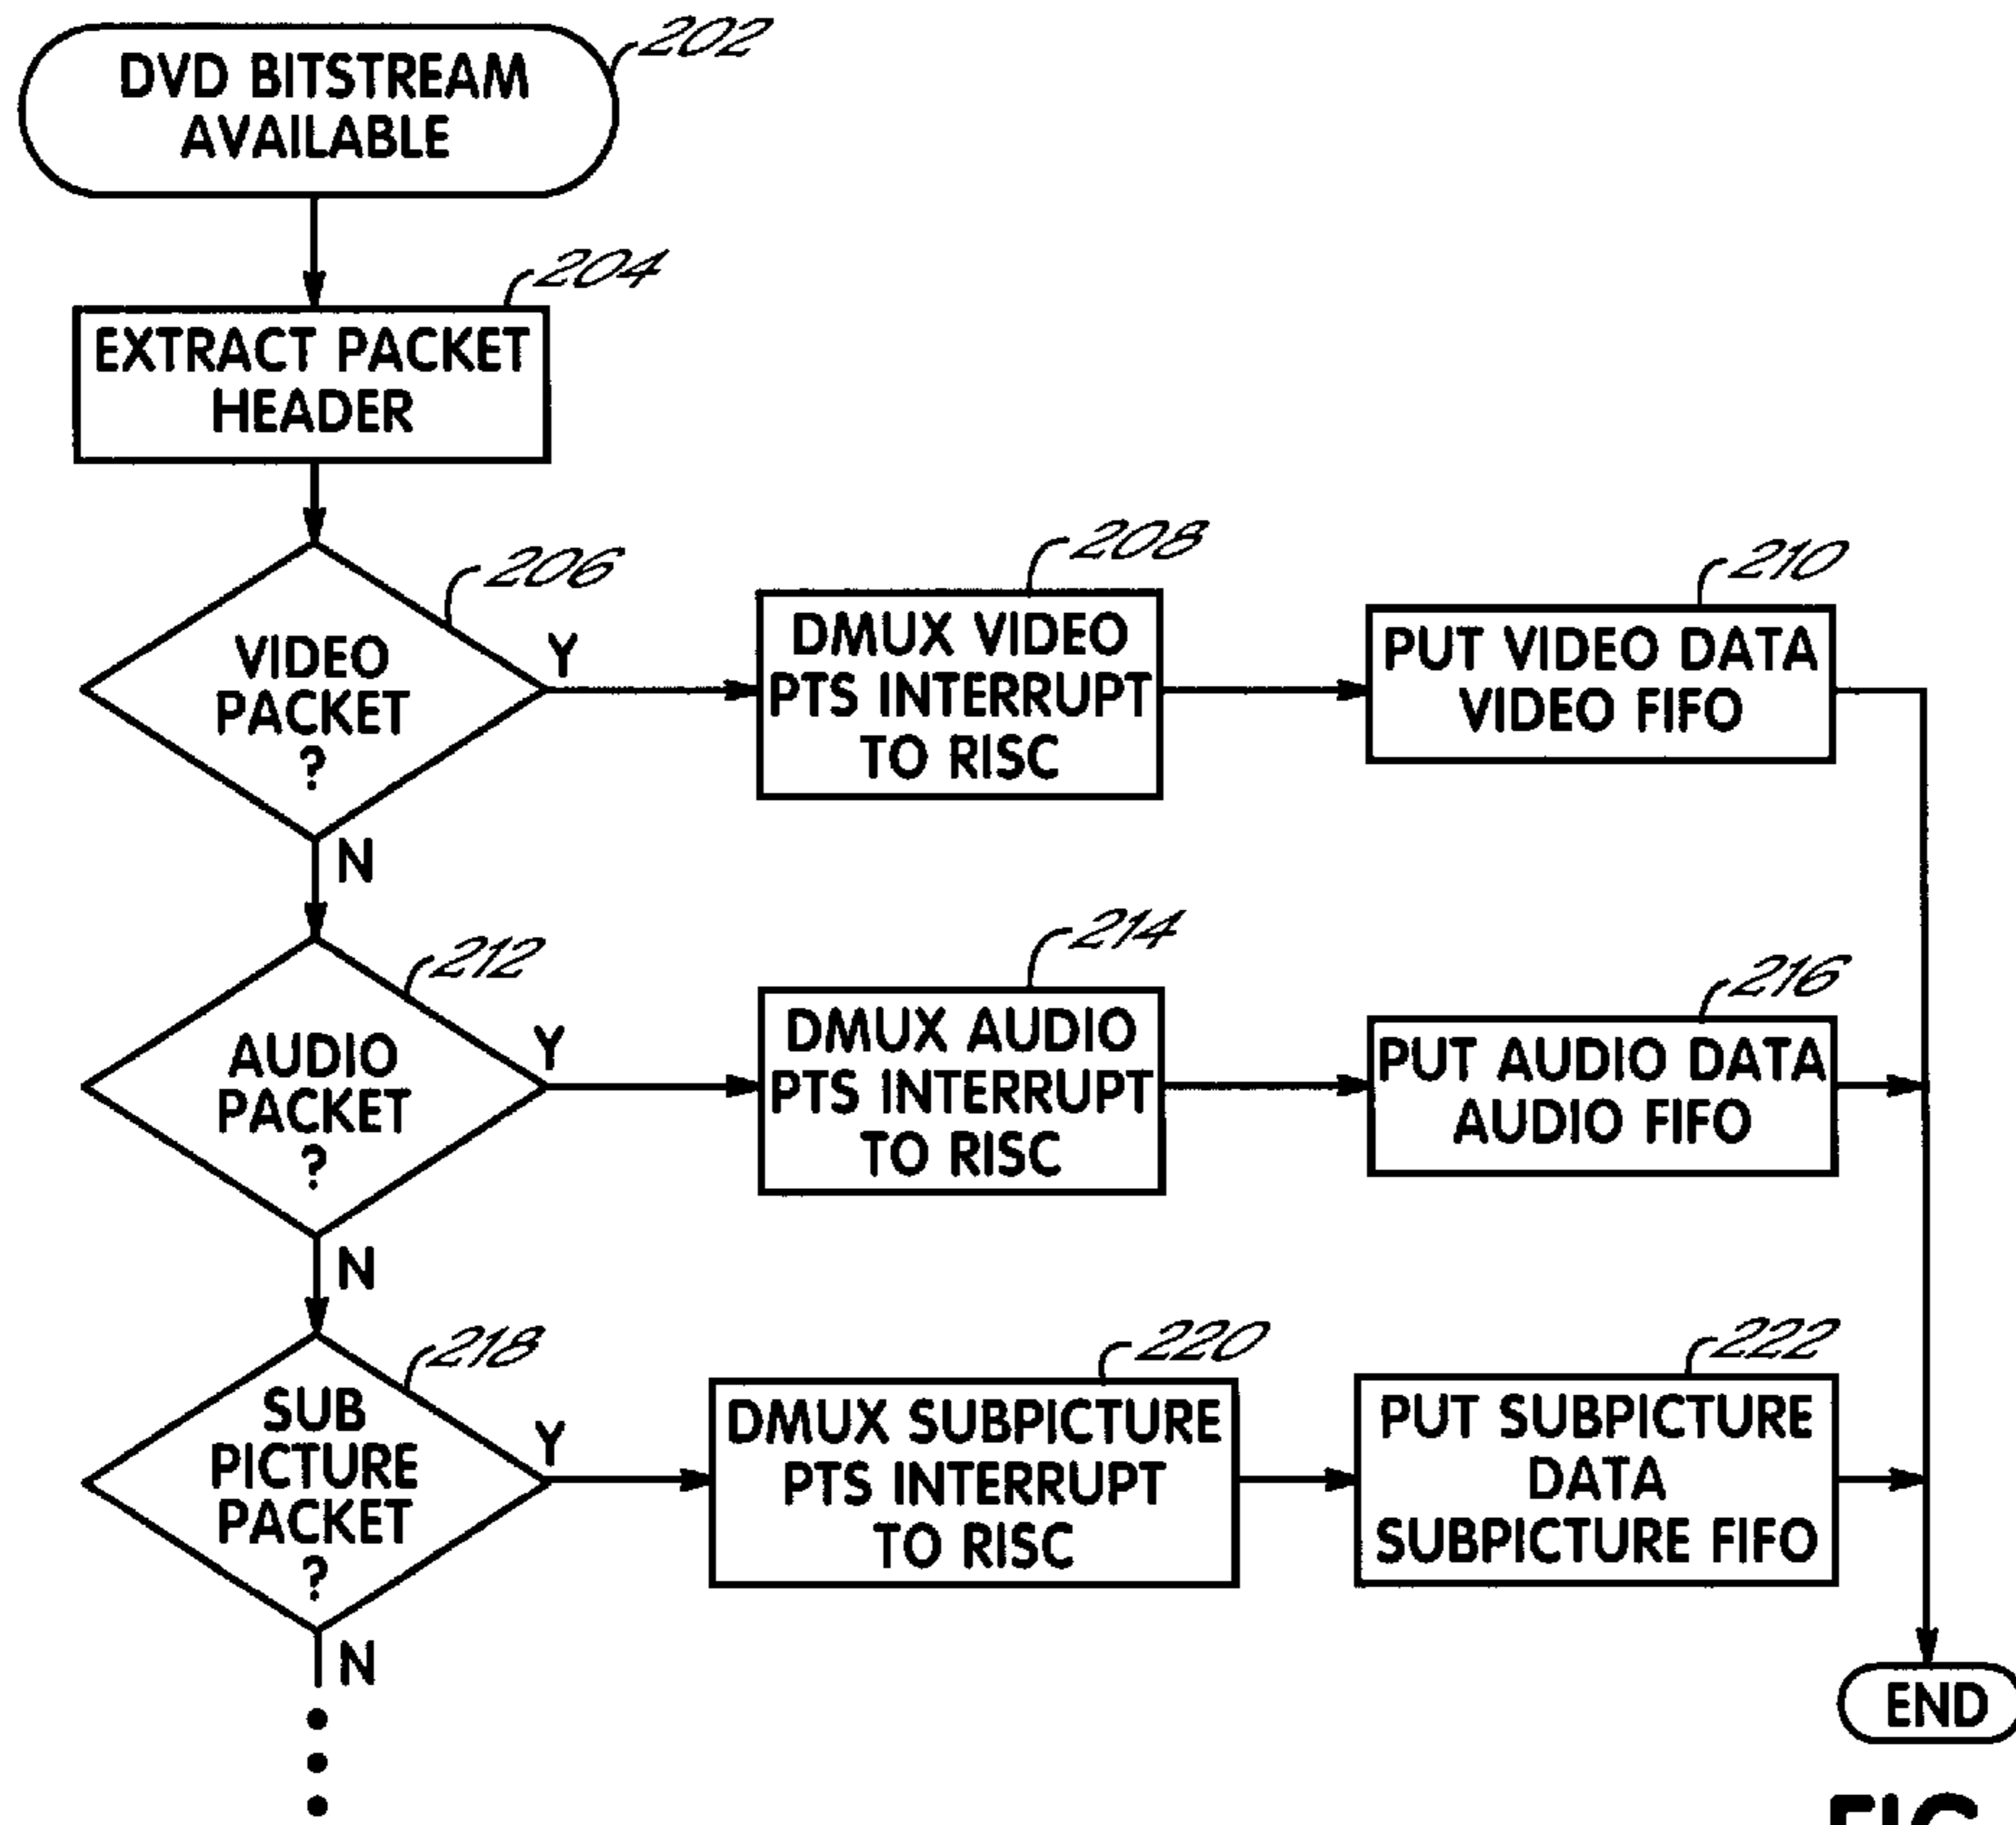 DVD BITSTREAM
AVAILABLE
202
EXTRACT PACKET
HEADER
204
VIDEO
PACKET
?
206
Y
N
DMUX VIDEO
PTS INTERRUPT
TO RISC
208
PUT VIDEO DATA
VIDEO FIFO
210
AUDIO
PACKET
?
212
Y
N
DMUX AUDIO
PTS INTERRUPT
TO RISC
214
PUT AUDIO DATA
AUDIO FIFO
216
SUB
PICTURE
PACKET
?
218
Y
N
DMUX SUBPICTURE
PTS INTERRUPT
TO RISC
220
PUT SUBPICTURE
DATA
SUBPICTURE FIFO
222
END